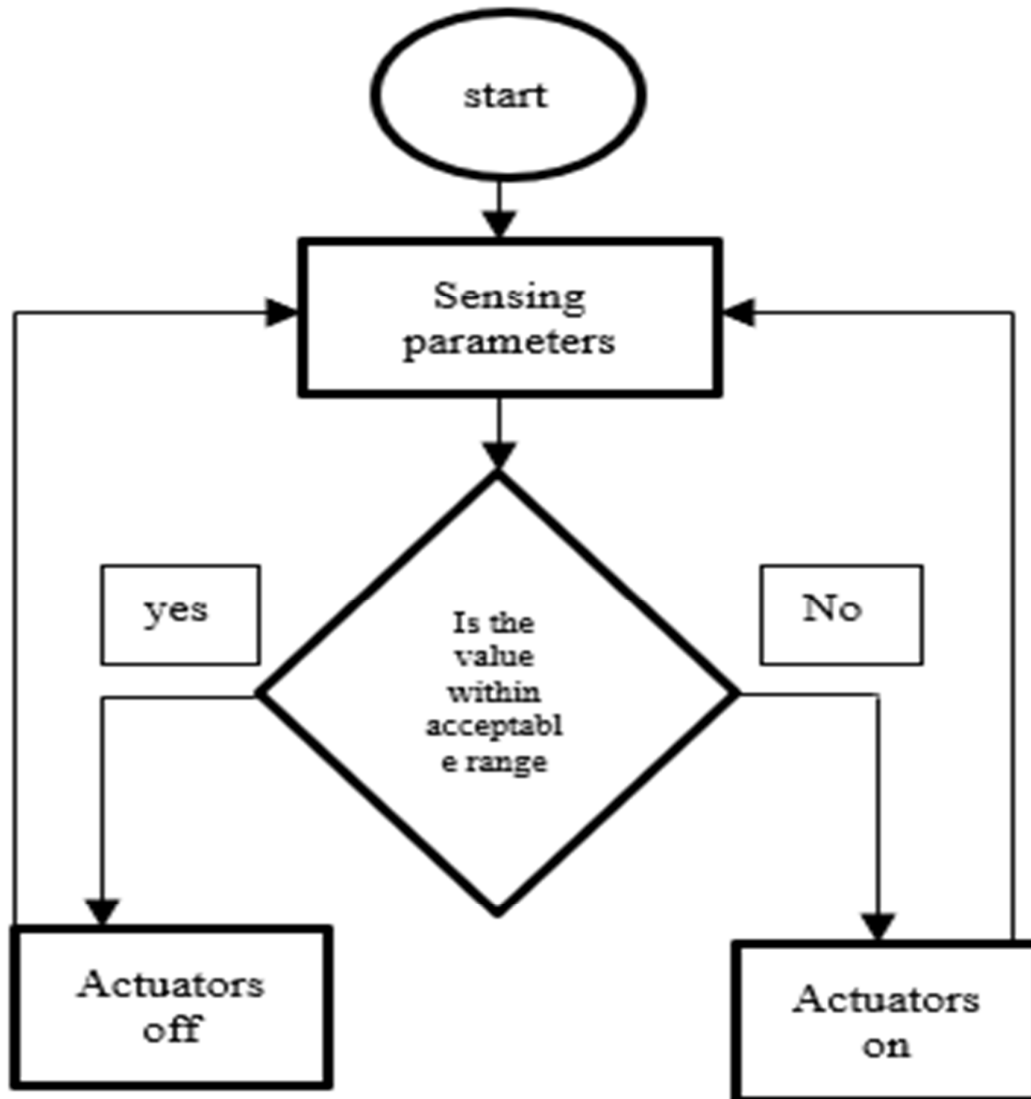 start
Sensing
parameters
yes
No
Is the
value
within
acceptabl
e range
Actuators
off
Actuators
on